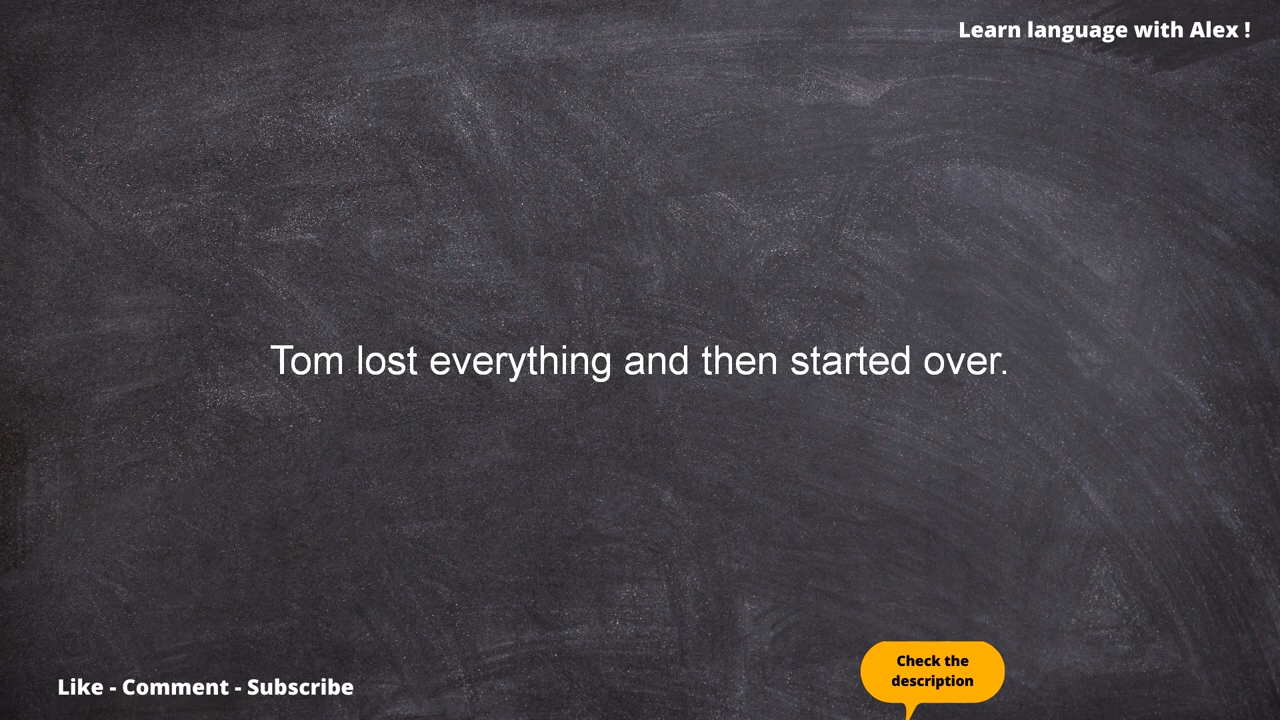 Learn language with Alex !
Tom lost everything and then started over.
Like - Comment - Subscribe
Check the
description